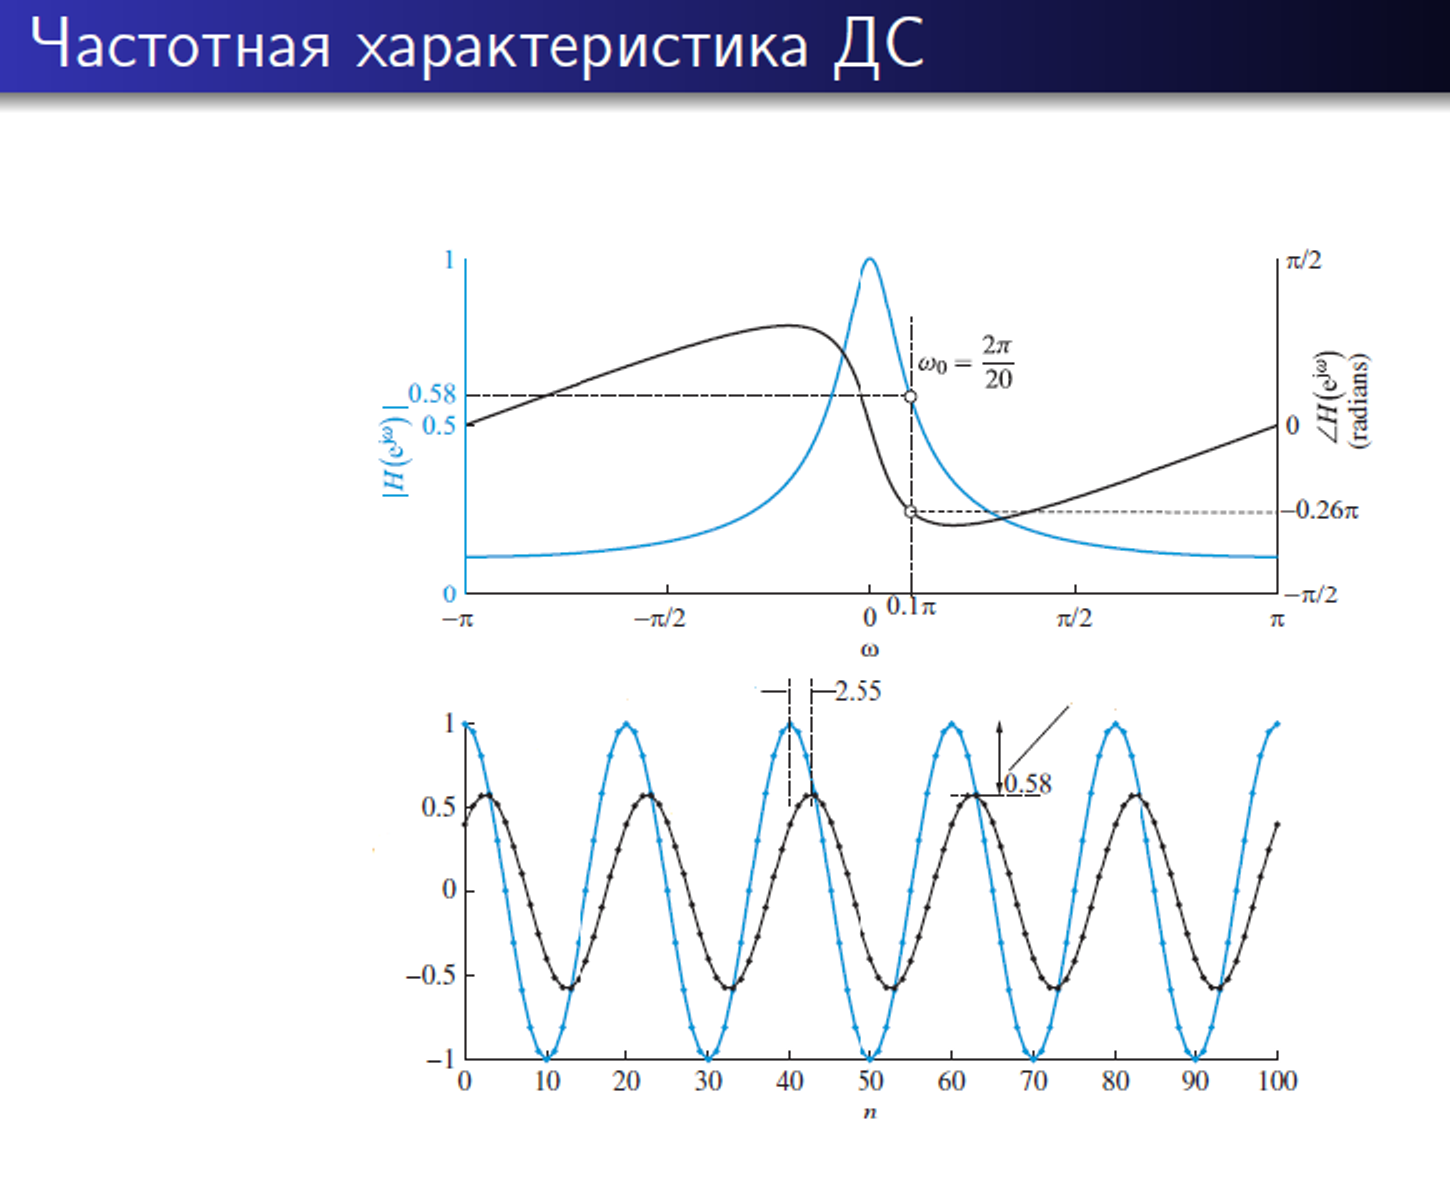 Частотная характеристика ДС
1
π/2
ω₀ = 2π/20
0.58
0.5
0
|H(e^jω)|
∠H(e^jω)
(radians)
−0.26π
0
−π/2
−π
−π/2
0
0.1π
π/2
π
ω
2.55
1
0.58
0.5
0
−0.5
−1
0
10
20
30
40
50
60
70
80
90
100
n